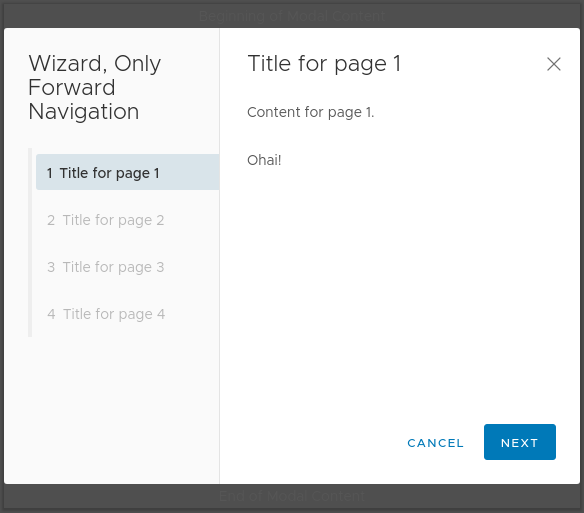 Beginning of Modal Content
Wizard, Only
Forward
Navigation
1 Title for page 1
2 Title for page 2
3 Title for page 3
4 Title for page 4
Title for page 1
Content for page 1.
Ohai!
CANCEL
NEXT
End of Modal Content